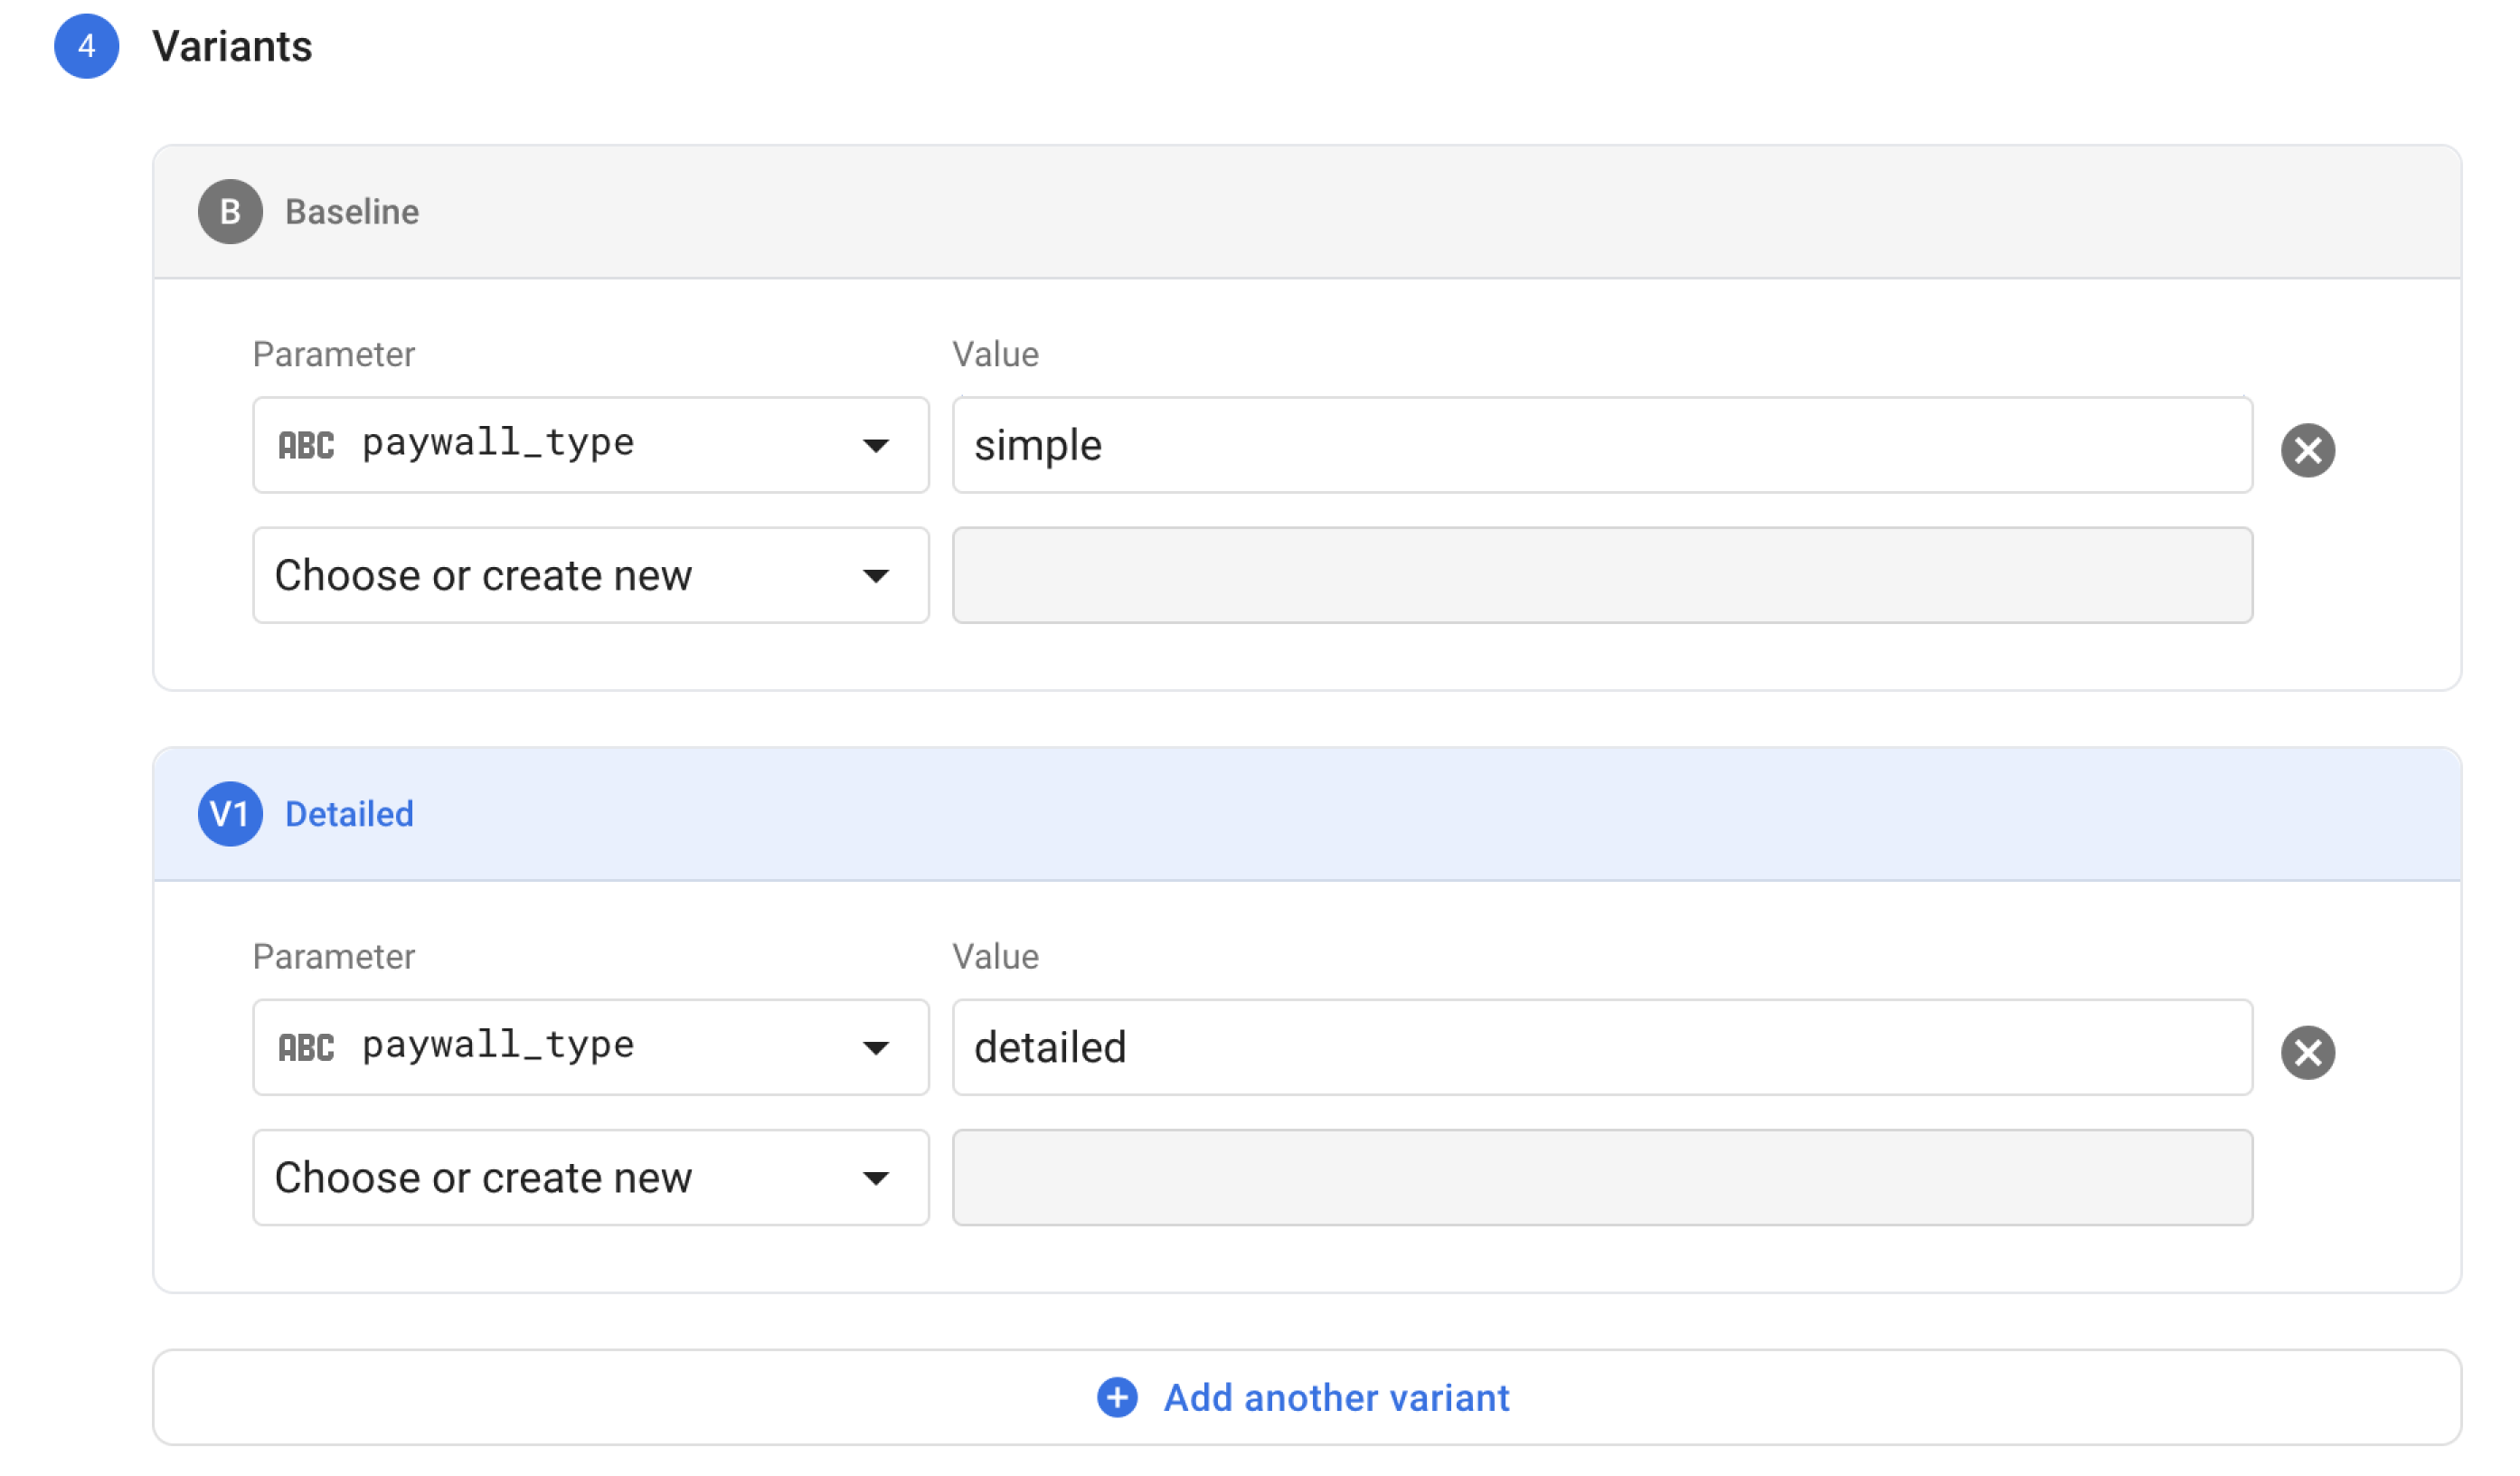 4 Variants
B Baseline
Parameter Value
ABC paywall_type simple
Choose or create new
V1 Detailed
Parameter Value
ABC paywall_type detailed
Choose or create new
Add another variant